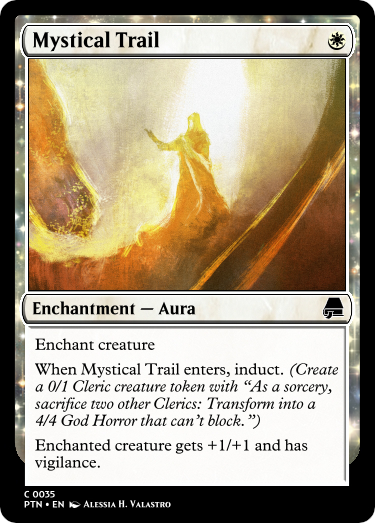 Mystical Trail
Enchantment — Aura
Enchant creature
When Mystical Trail enters, induct. (Create
a 0/1 Cleric creature token with “As a sorcery,
sacrifice two other Clerics: Transform into a
4/4 God Horror that can't block.”)
Enchanted creature gets +1/+1 and has
vigilance.
C 0035
PTN • EN Alessia H. Valastro